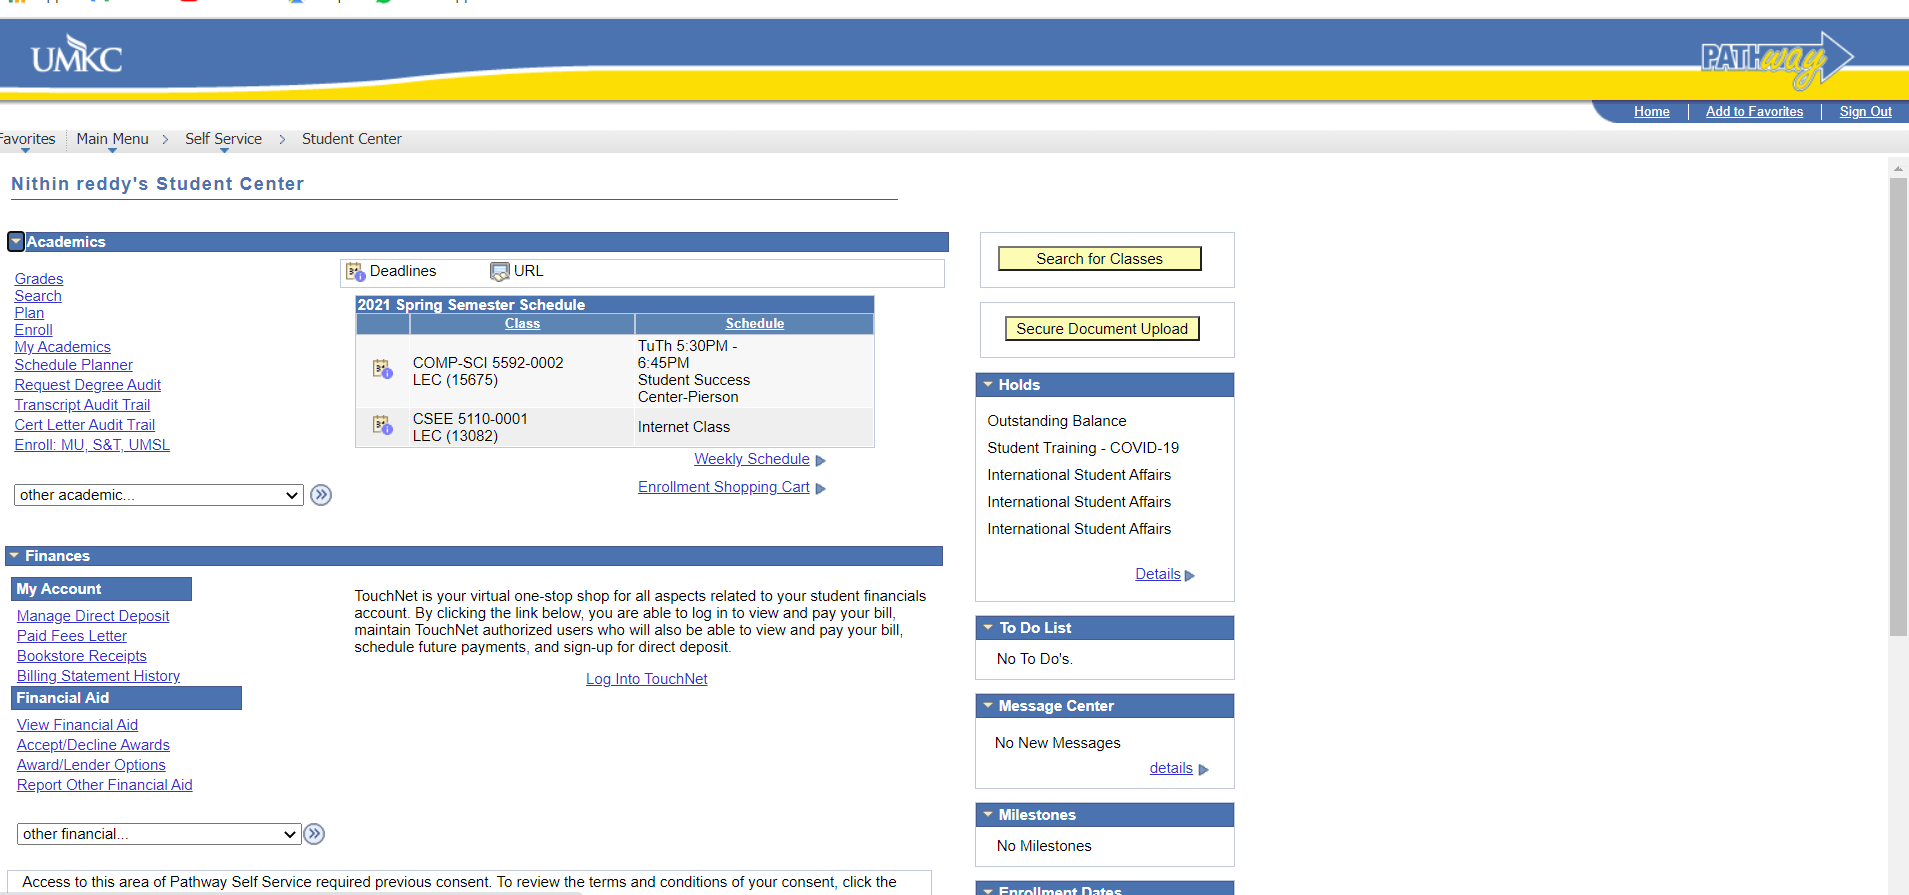 UMKC
PATHway
Home
Add to Favorites
Sign Out
Favorites
Main Menu
Self Service
Student Center
Nithin reddy's Student Center
Academics
Grades
Search
Plan
Enroll
My Academics
Schedule Planner
Request Degree Audit
Transcript Audit Trail
Cert Letter Audit Trail
Enroll: MU, S&T, UMSL
other academic...
Deadlines
URL
2021 Spring Semester Schedule
Class
Schedule
COMP-SCI 5592-0002
LEC (15675)
TuTh 5:30PM -
6:45PM
Student Success
Center-Pierson
CSEE 5110-0001
LEC (13082)
Internet Class
Weekly Schedule
Enrollment Shopping Cart
Finances
My Account
Manage Direct Deposit
Paid Fees Letter
Bookstore Receipts
Billing Statement History
Financial Aid
View Financial Aid
Accept/Decline Awards
Award/Lender Options
Report Other Financial Aid
other financial...
TouchNet is your virtual one-stop shop for all aspects related to your student financials
account. By clicking the link below, you are able to log in to view and pay your bill,
maintain TouchNet authorized users who will also be able to view and pay your bill,
schedule future payments, and sign-up for direct deposit.
Log Into TouchNet
Access to this area of Pathway Self Service required previous consent. To review the terms and conditions of your consent, click the
Search for Classes
Secure Document Upload
Holds
Outstanding Balance
Student Training - COVID-19
International Student Affairs
International Student Affairs
International Student Affairs
Details
To Do List
No To Do's.
Message Center
No New Messages
details
Milestones
No Milestones
Enrollment Dates